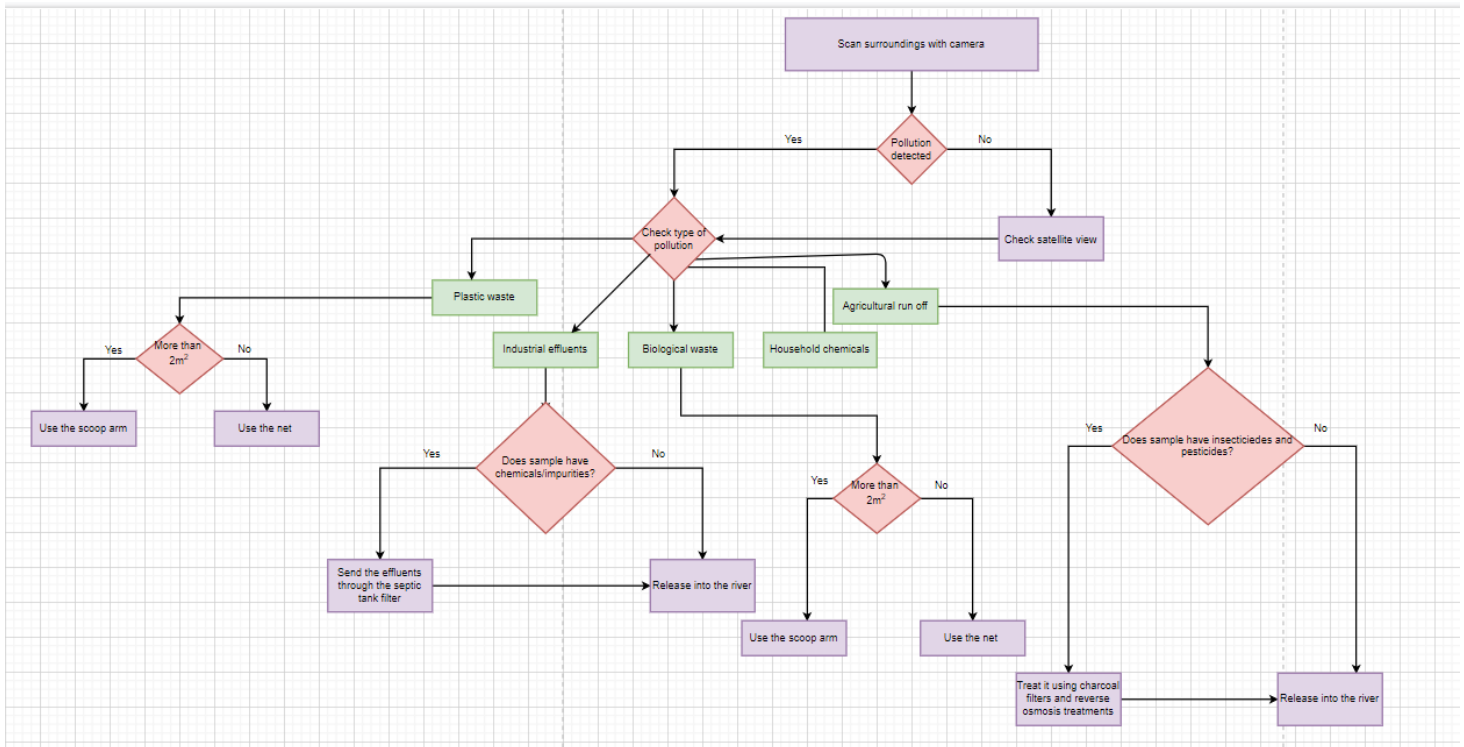 Scan surroundings with camera
Yes
Pollution
detected
No
Check type of
pollution
Check satellite view
Plastic waste
Agricultural run off
Industrial effluents
Biological waste
Household chemicals
Yes
More than
2m²
No
Use the scoop arm
Use the net
Yes
Does sample have
chemicals/impurities?
No
Yes
Does sample have insecticiedes and
pesticides?
No
Yes
More than
2m²
No
Send the effluents
through the septic
tank filter
Release into the river
Use the scoop arm
Use the net
Treat it using charcoal
filters and reverse
osmosis treatments
Release into the river